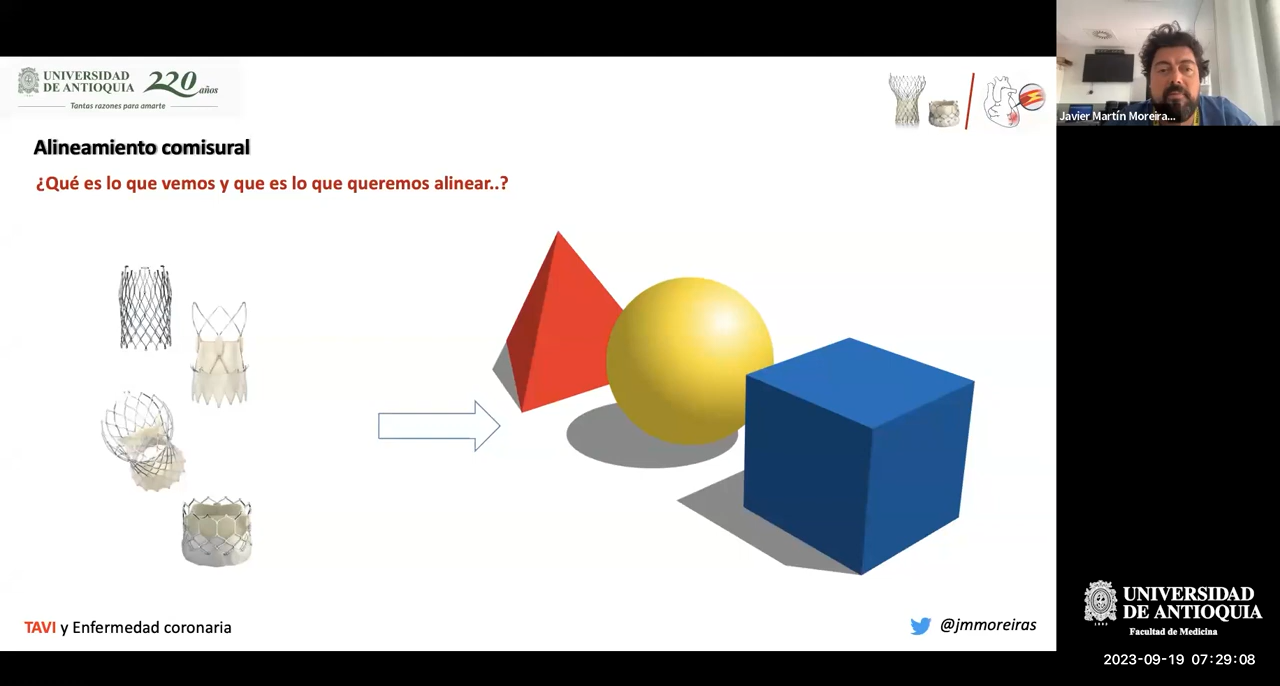 UNIVERSIDAD
DE ANTIOQUIA
220 años
Tantas razones para amarte
Alineamiento comisural
¿Qué es lo que vemos y que es lo que queremos alinear..?
TAVI y Enfermedad coronaria
@jmmoreiras
Javier Martín Moreira...
UNIVERSIDAD
DE ANTIOQUIA
Facultad de Medicina
2023-09-19 07:29:08